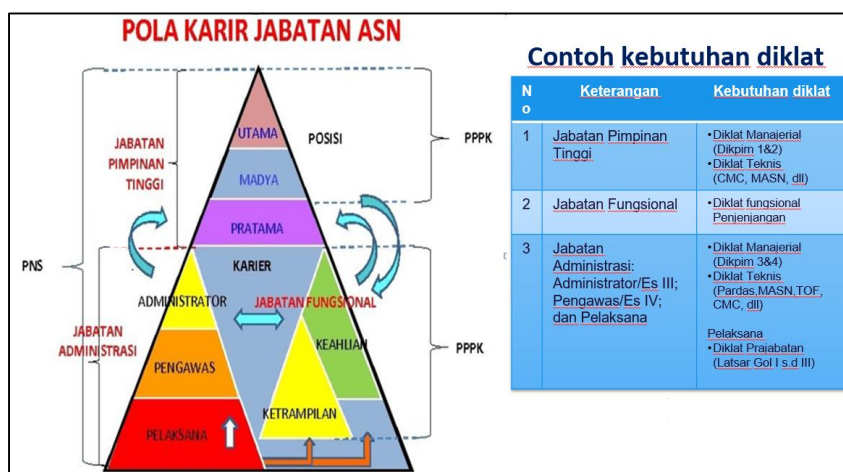 POLA KARIR JABATAN ASN
UTAMA
POSISI
PPPK
JABATAN
PIMPINAN
TINGGI
MADYA
PRATAMA
PNS
KARIER
ADMINISTRATOR
JABATAN FUNGSIONAL
JABATAN
ADMINISTRASI
KEAHLIAN
PPPK
PENGAWAS
KETRAMPILAN
PELAKSANA
Contoh kebutuhan diklat
N
o
Keterangan
Kebutuhan diklat
1
Jabatan Pimpinan
Tinggi
•Diklat Manajerial
(Dikpim 1&2)
•Diklat Teknis
(CMC, MASN, dll)
2
Jabatan Fungsional
•Diklat fungsional
Penjenjangan
3
Jabatan
Administrasi:
Administrator/Es III;
Pengawas/Es IV;
dan Pelaksana
•Diklat Manajerial
(Dikpim 3&4)
•Diklat Teknis
(Pardas,MASN,TOF,
CMC, dll)
Pelaksana
•Diklat Prajabatan
(Latsar Gol I s.d III)